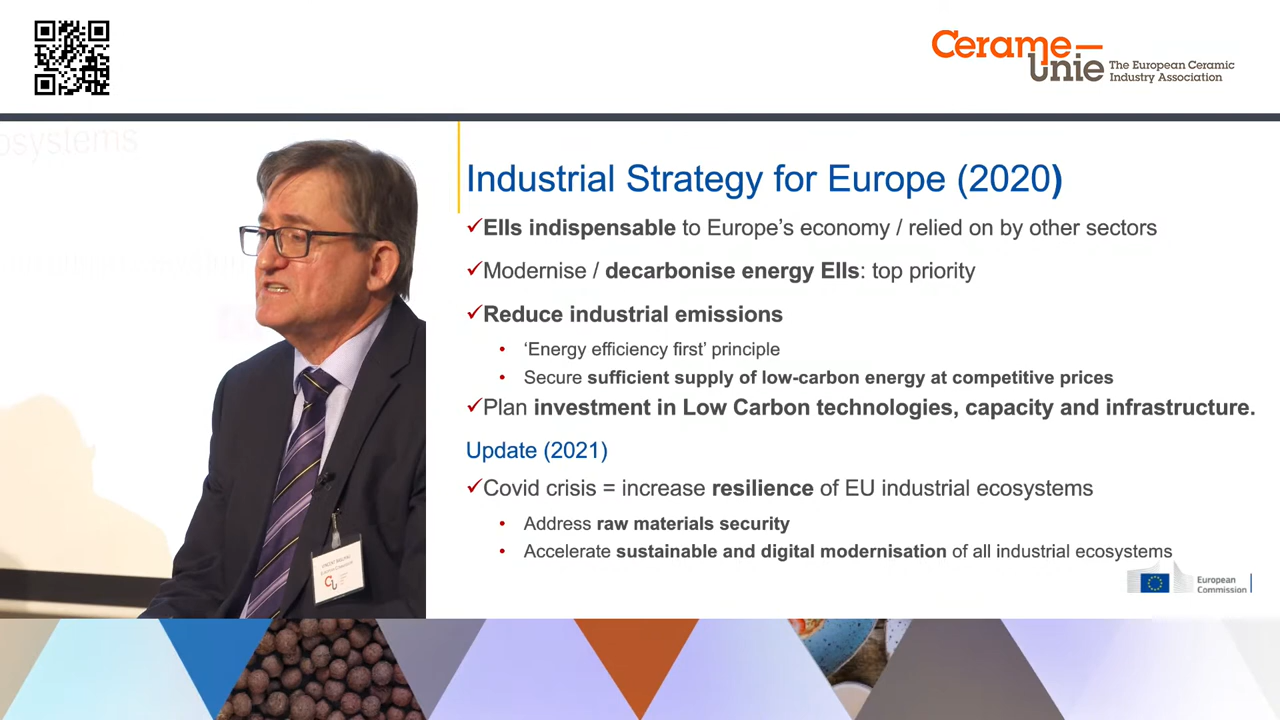 Cerame—
Unie The European Ceramic
Industry Association
osystems
Industrial Strategy for Europe (2020)
✓EIIs indispensable to Europe's economy / relied on by other sectors
✓Modernise / decarbonise energy EIIs: top priority
✓Reduce industrial emissions
• 'Energy efficiency first' principle
• Secure sufficient supply of low-carbon energy at competitive prices
✓Plan investment in Low Carbon technologies, capacity and infrastructure.
Update (2021)
✓Covid crisis = increase resilience of EU industrial ecosystems
• Address raw materials security
• Accelerate sustainable and digital modernisation of all industrial ecosystems
European
Commission